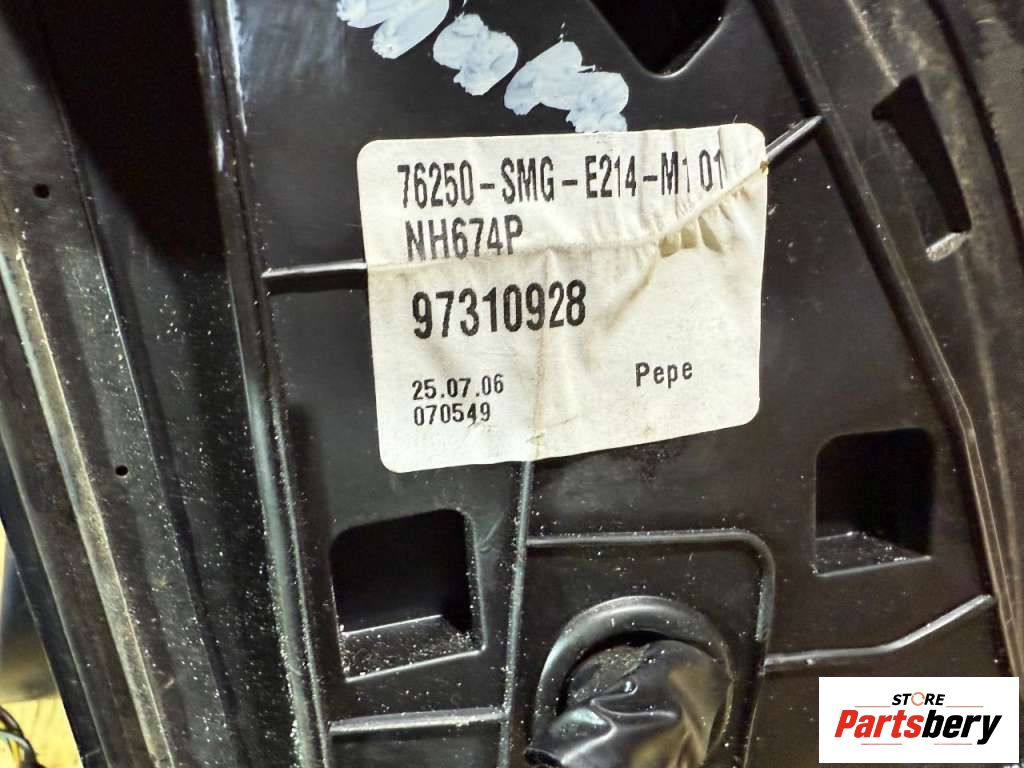 76250-SMG-E214-M1 01
NH674P
97310928
25.07.06
Pepe
070549
STORE
Partsbery